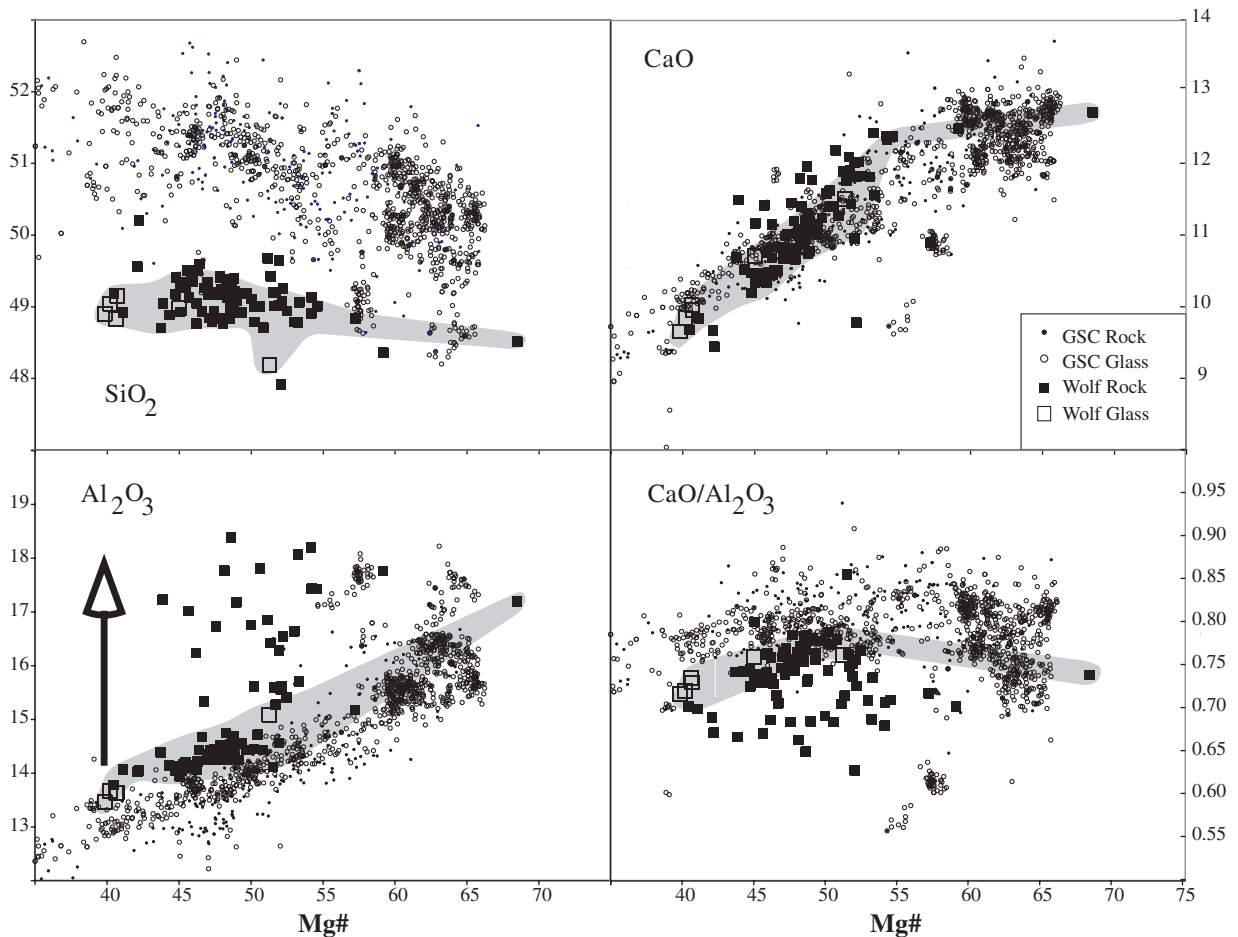 14
CaO
13
52
12
51
50
11
49
10
GSC Rock
GSC Glass
48
9
Wolf Rock
SiO2
Wolf Glass
Al2O3
CaO/Al2O3
19
0.95
18
0.90
17
0.85
0.80
16
0.75
15
0.70
14
0.65
13
0.60
0.55
40 45 50 55 60 65 70
40 45 50 55 60 65 70 75
Mg#
Mg#